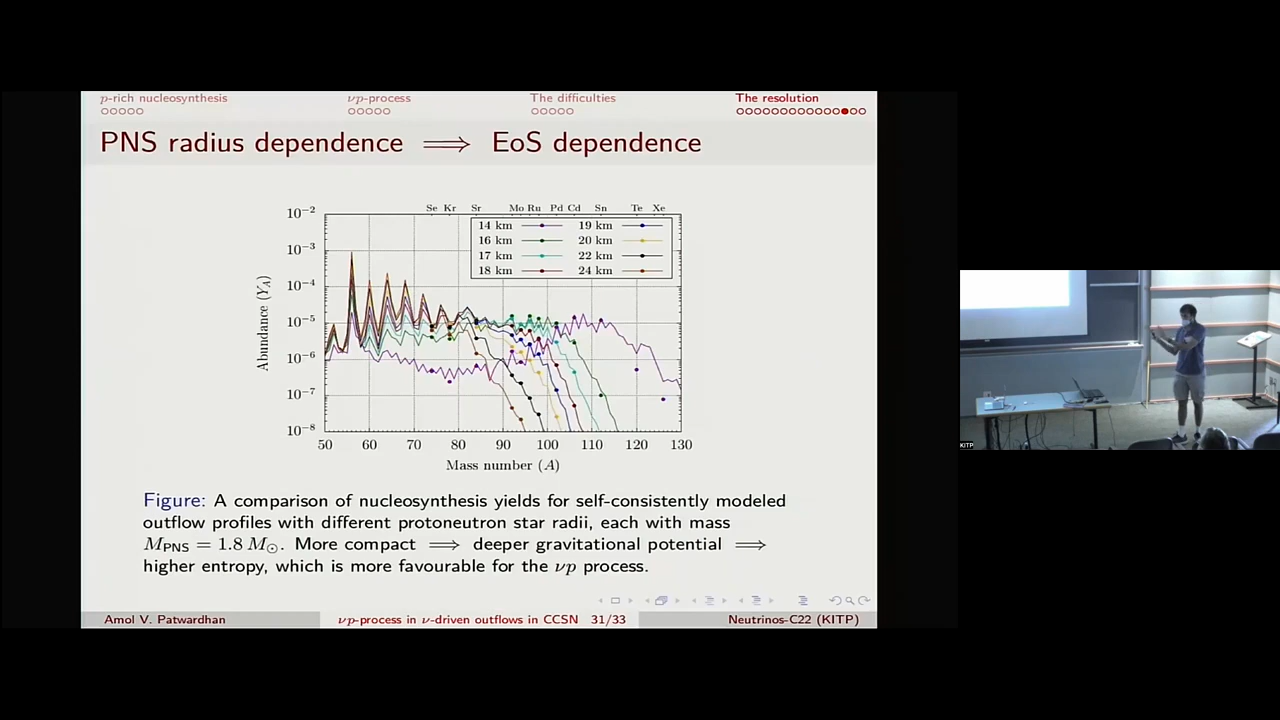 p-rich nucleosynthesis νp-process The difficulties The resolution
PNS radius dependence ⟹ EoS dependence
Se Kr Sr Mo Ru Pd Cd Sn Te Xe
10⁻²
10⁻³
10⁻⁴
10⁻⁵
10⁻⁶
10⁻⁷
10⁻⁸
Abundance (Y_A)
14 km 19 km
16 km 20 km
17 km 22 km
18 km 24 km
50 60 70 80 90 100 110 120 130
Mass number (A)
Figure: A comparison of nucleosynthesis yields for self-consistently modeled
outflow profiles with different protoneutron star radii, each with mass
M_PNS = 1.8 M_⊙. More compact ⟹ deeper gravitational potential ⟹
higher entropy, which is more favourable for the νp process.
Amol V. Patwardhan νp-process in ν-driven outflows in CCSN 31/33 Neutrinos-C22 (KITP)
KITP